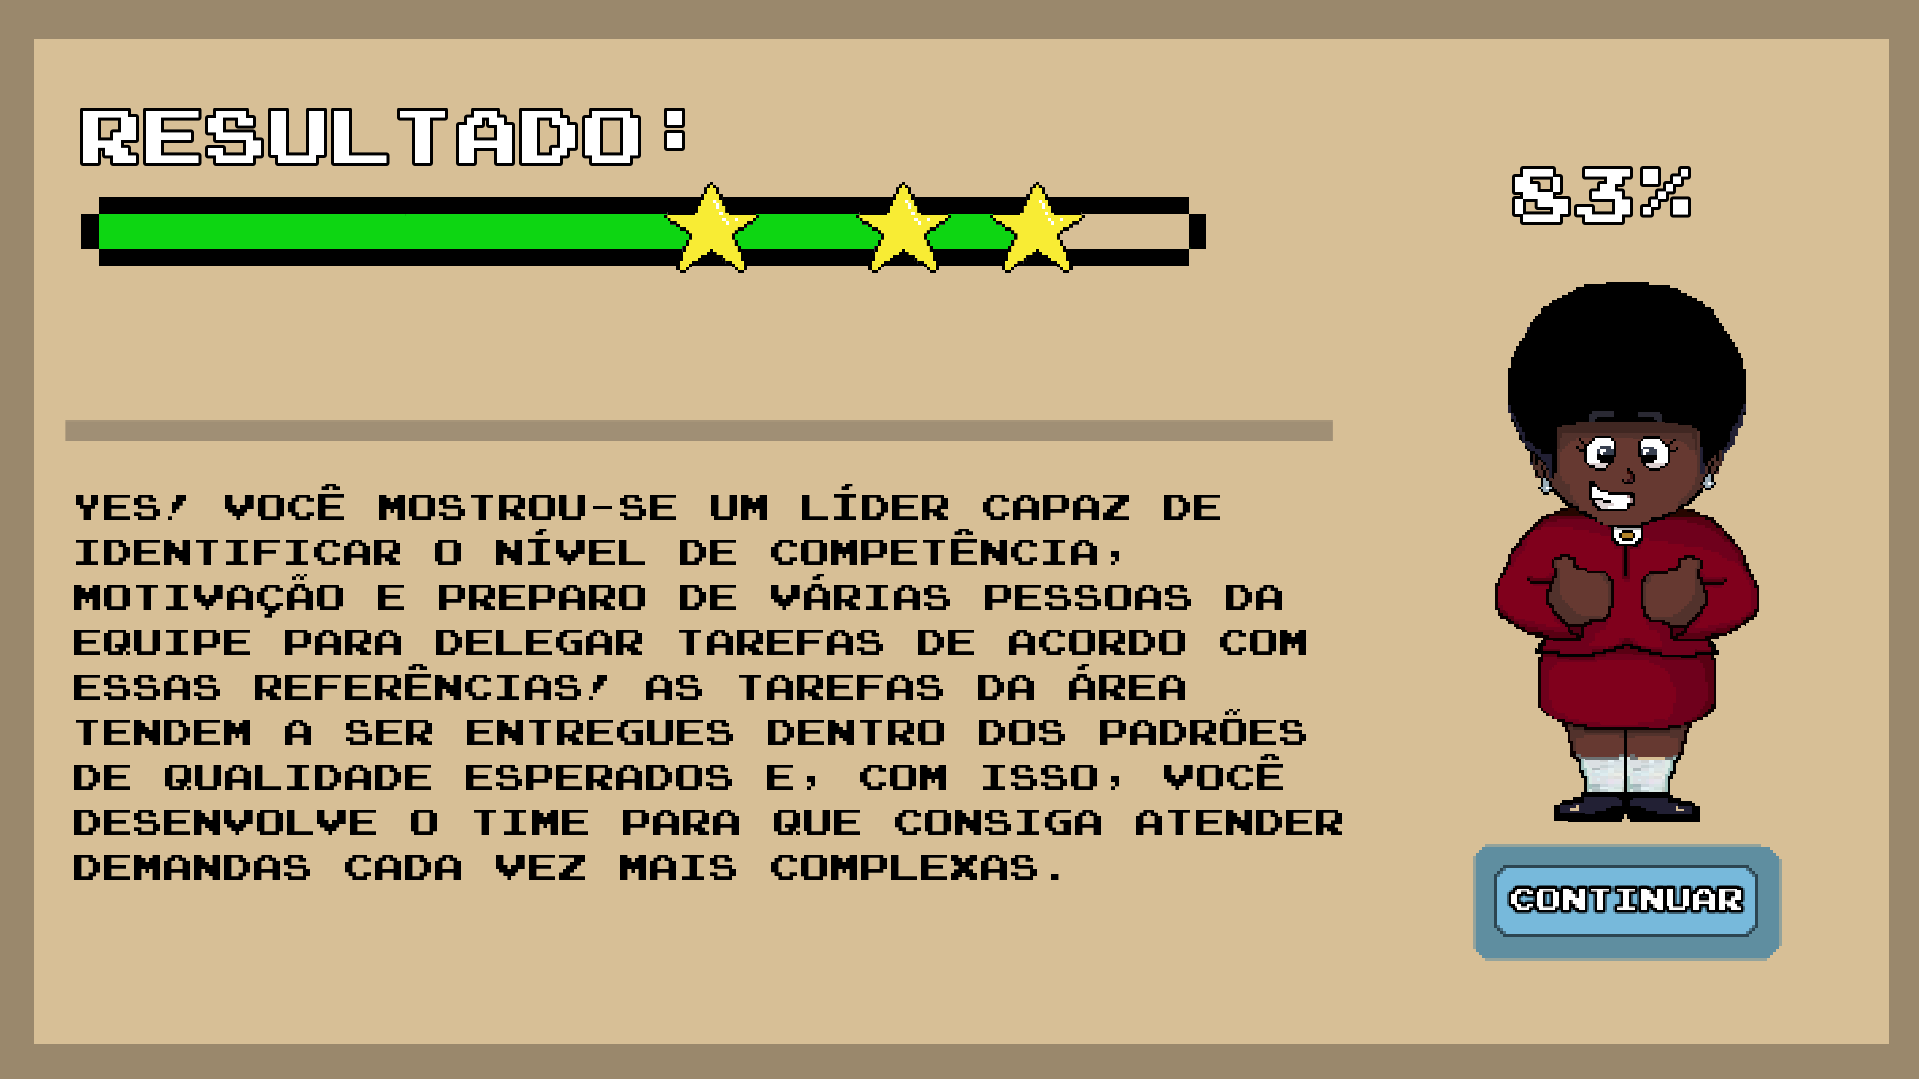 RESULTADO:
83%
YES! VOCÊ MOSTROU-SE UM LÍDER CAPAZ DE
IDENTIFICAR O NÍVEL DE COMPETÊNCIA,
MOTIVAÇÃO E PREPARO DE VÁRIAS PESSOAS DA
EQUIPE PARA DELEGAR TAREFAS DE ACORDO COM
ESSAS REFERÊNCIAS! AS TAREFAS DA ÁREA
TENDEM A SER ENTREGUES DENTRO DOS PADRÕES
DE QUALIDADE ESPERADOS E, COM ISSO, VOCÊ
DESENVOLVE O TIME PARA QUE CONSIGA ATENDER
DEMANDAS CADA VEZ MAIS COMPLEXAS.
CONTINUAR